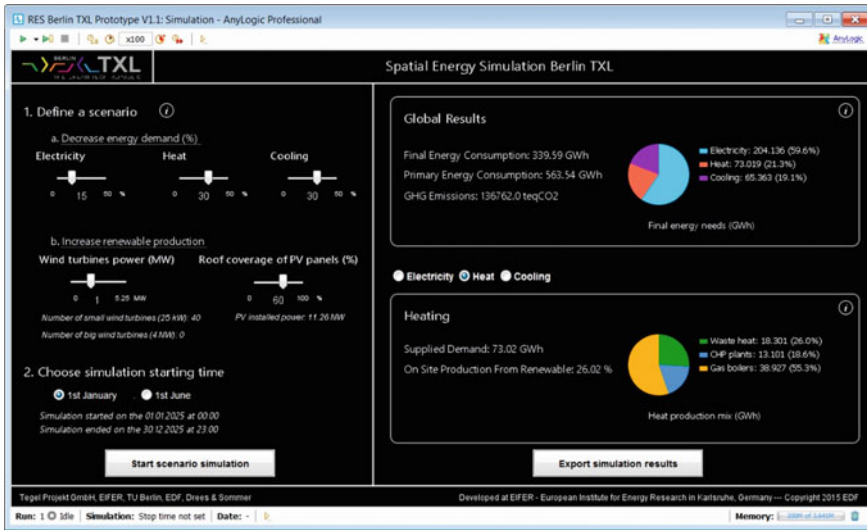 RES Berlin TXL Prototype V1.1: Simulation - AnyLogic Professional
x100
AnyLogic
BERLIN
TXL
Spatial Energy Simulation Berlin TXL
1. Define a scenario
i
a. Decrease energy demand (%)
Electricity Heat Cooling
0 15 50 % 0 30 50 % 0 30 50 %
b. Increase renewable production
Wind turbines power (MW) Roof coverage of PV panels (%)
0 1 5.25 MW 0 60 100 %
Number of small wind turbines (25 kW): 40 PV installed power: 11.26 MW
Number of big wind turbines (4 MW): 0
2. Choose simulation starting time
1st January 1st June
Simulation started on the 01.01.2025 at 00:00
Simulation ended on the 30.12.2025 at 23:00
Start scenario simulation
Global Results
i
Final Energy Consumption: 339.59 GWh
Primary Energy Consumption: 563.54 GWh
GHG Emissions: 136762.0 teqCO2
Electricity: 204.136 (59.6%)
Heat: 73.019 (21.3%)
Cooling: 65.363 (19.1%)
Final energy needs (GWh)
Electricity Heat Cooling
Heating
i
Supplied Demand: 73.02 GWh
On Site Production From Renewable: 26.02 %
Waste heat: 18.301 (26.0%)
CHP plants: 13.101 (18.6%)
Gas boilers: 38.927 (55.3%)
Heat production mix (GWh)
Export simulation results
Tegel Projekt GmbH, EIFER, TU Berlin, EDF, Drees & Sommer
Developed at EIFER - European Institute for Energy Research in Karlsruhe, Germany --- Copyright 2015 EDF
Run: 1 Idle Simulation: Stop time not set Date: - Memory: